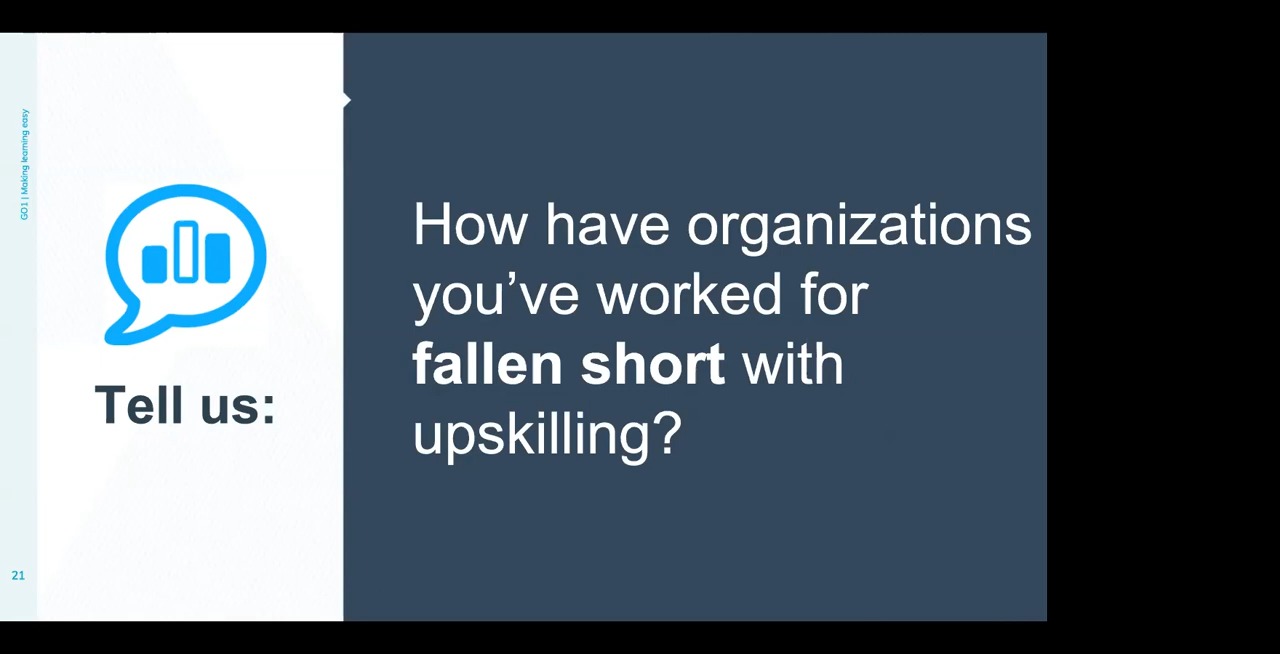 GO1 | Making learning easy
Tell us:
How have organizations
you’ve worked for
fallen short with
upskilling?
21